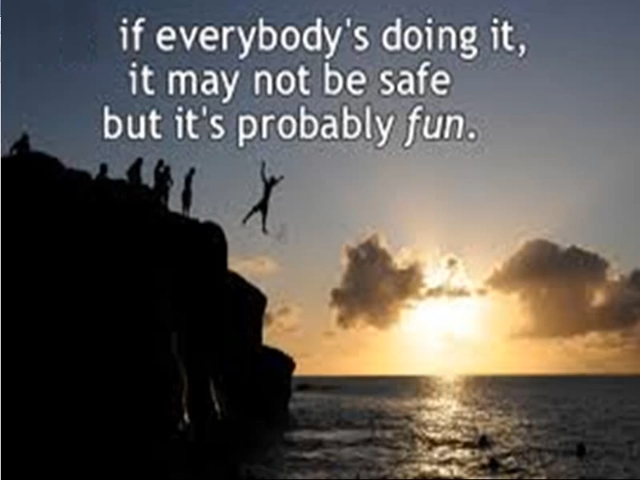 if everybody's doing it,
it may not be safe
but it's probably fun.